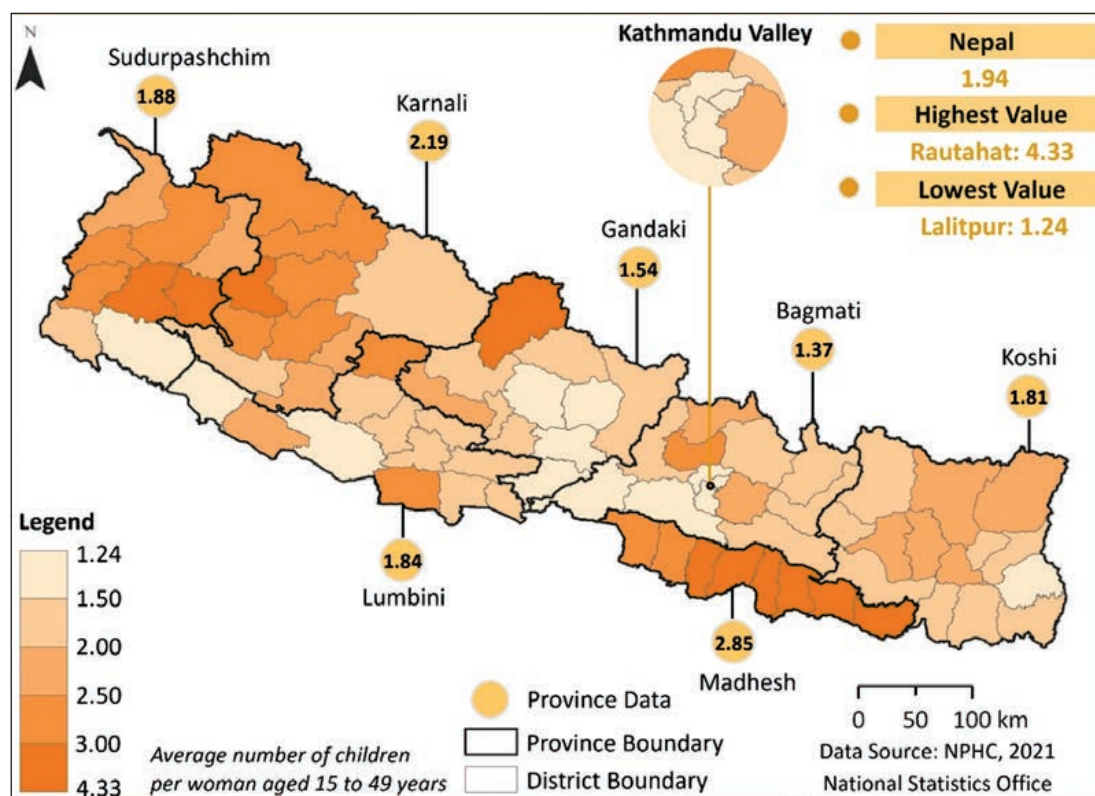 N
Sudurpashchim
1.88
Karnali
2.19
Kathmandu Valley
Nepal
1.94
Highest Value
Rautahat: 4.33
Lowest Value
Lalitpur: 1.24
Gandaki
1.54
Bagmati
1.37
Koshi
1.81
Legend
1.24
1.50
2.00
2.50
3.00
4.33
Average number of children
per woman aged 15 to 49 years
1.84
Lumbini
2.85
Madhesh
Province Data
Province Boundary
District Boundary
0 50 100 km
Data Source: NPHC, 2021
National Statistics Office